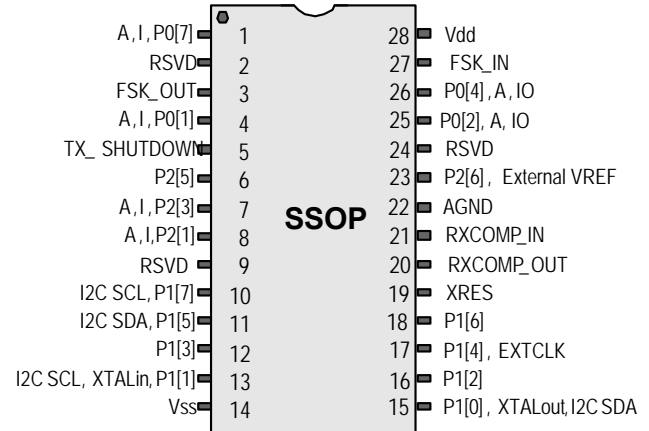 A,I,P0[7] 1 28 Vdd
RSVD 2 27 FSK_IN
FSK_OUT 3 26 P0[4],A,IO
A,I,P0[1] 4 25 P0[2],A,IO
TX_ SHUTDOWN 5 24 RSVD
P2[5] 6 23 P2[6], External VREF
A,I,P2[3] 7 SSOP 22 AGND
A,I,P2[1] 8 21 RXCOMP_IN
RSVD 9 20 RXCOMP_OUT
I2C SCL,P1[7] 10 19 XRES
I2C SDA,P1[5] 11 18 P1[6]
P1[3] 12 17 P1[4], EXTCLK
I2C SCL, XTALin,P1[1] 13 16 P1[2]
Vss 14 15 P1[0], XTALout,I2C SDA